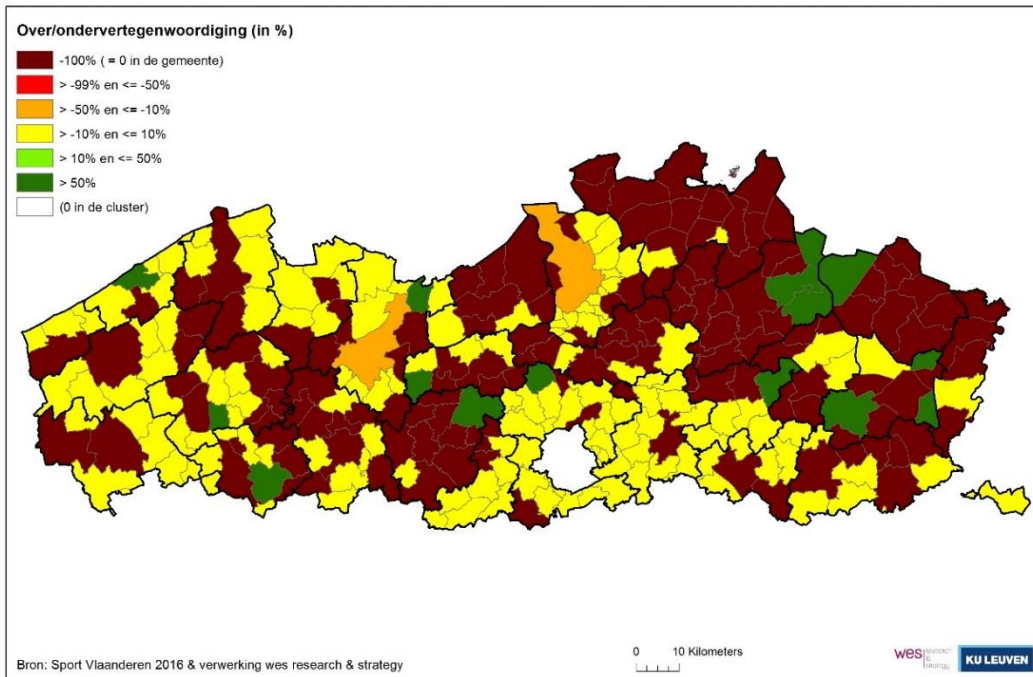 Over/ondervertegenwoordiging (in %)
-100% ( = 0 in de gemeente)
> -99% en <= -50%
> -50% en <= -10%
> -10% en <= 10%
> 10% en <= 50%
> 50%
(0 in de cluster)
Bron: Sport Vlaanderen 2016 & verwerking wes research & strategy
0 10 Kilometers
wes research & strategy
KU LEUVEN